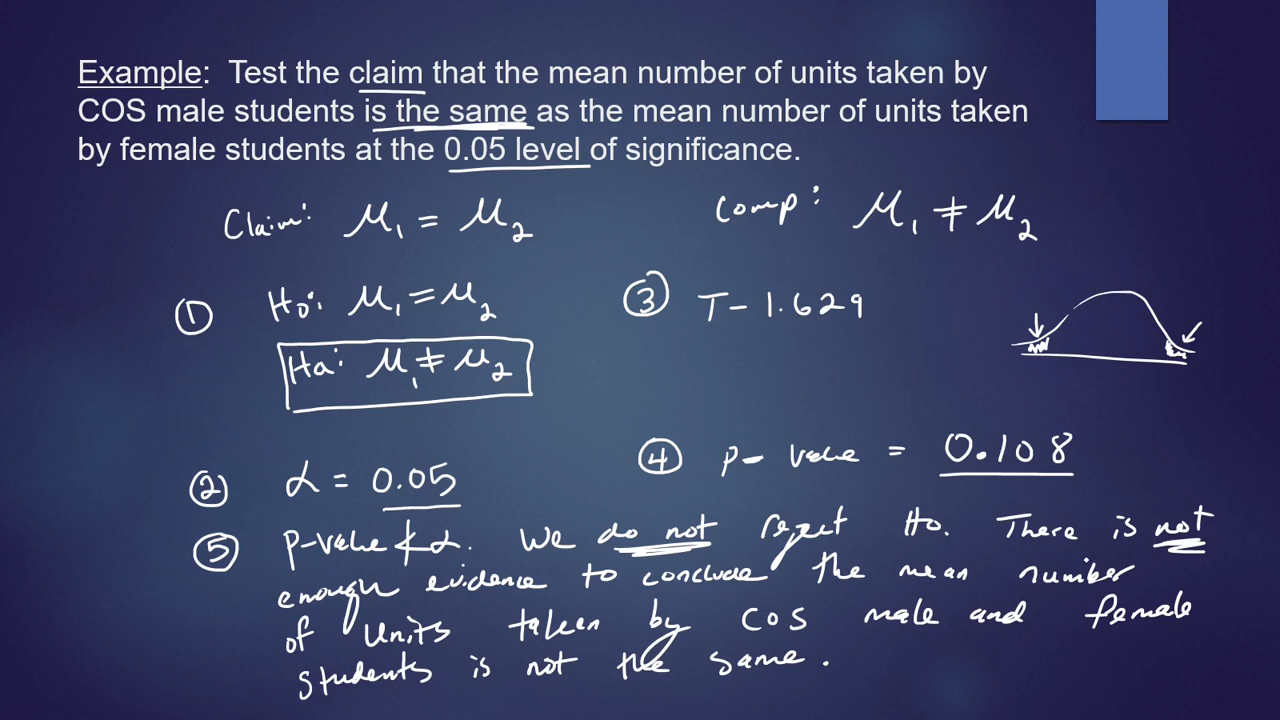 Example: Test the claim that the mean number of units taken by
COS male students is the same as the mean number of units taken
by female students at the 0.05 level of significance.
Claim: μ₁ = μ₂
Comp: μ₁ ≠ μ₂
① Ho: μ₁ = μ₂
Ha: μ₁ ≠ μ₂
③ T - 1.629
② α = 0.05
④ p- value = 0.108
⑤ p-value ≮ α. We do not reject Ho. There is not
enough evidence to conclude the mean number
of units taken by COS male and female
students is not the same.